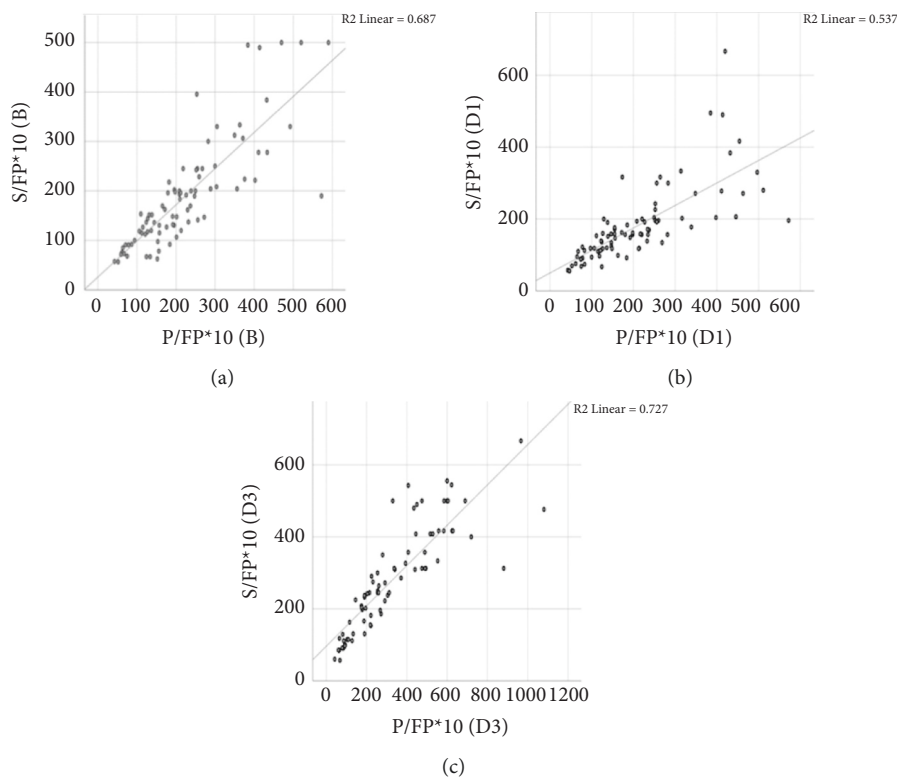 R2 Linear = 0.687
500
400
300
200
100
0
S/FP*10 (B)
0 100 200 300 400 500 600
P/FP*10 (B)
(a)
R2 Linear = 0.537
600
400
200
0
S/FP*10 (D1)
0 100 200 300 400 500 600
P/FP*10 (D1)
(b)
R2 Linear = 0.727
600
400
200
0
S/FP*10 (D3)
0 200 400 600 800 1000 1200
P/FP*10 (D3)
(c)